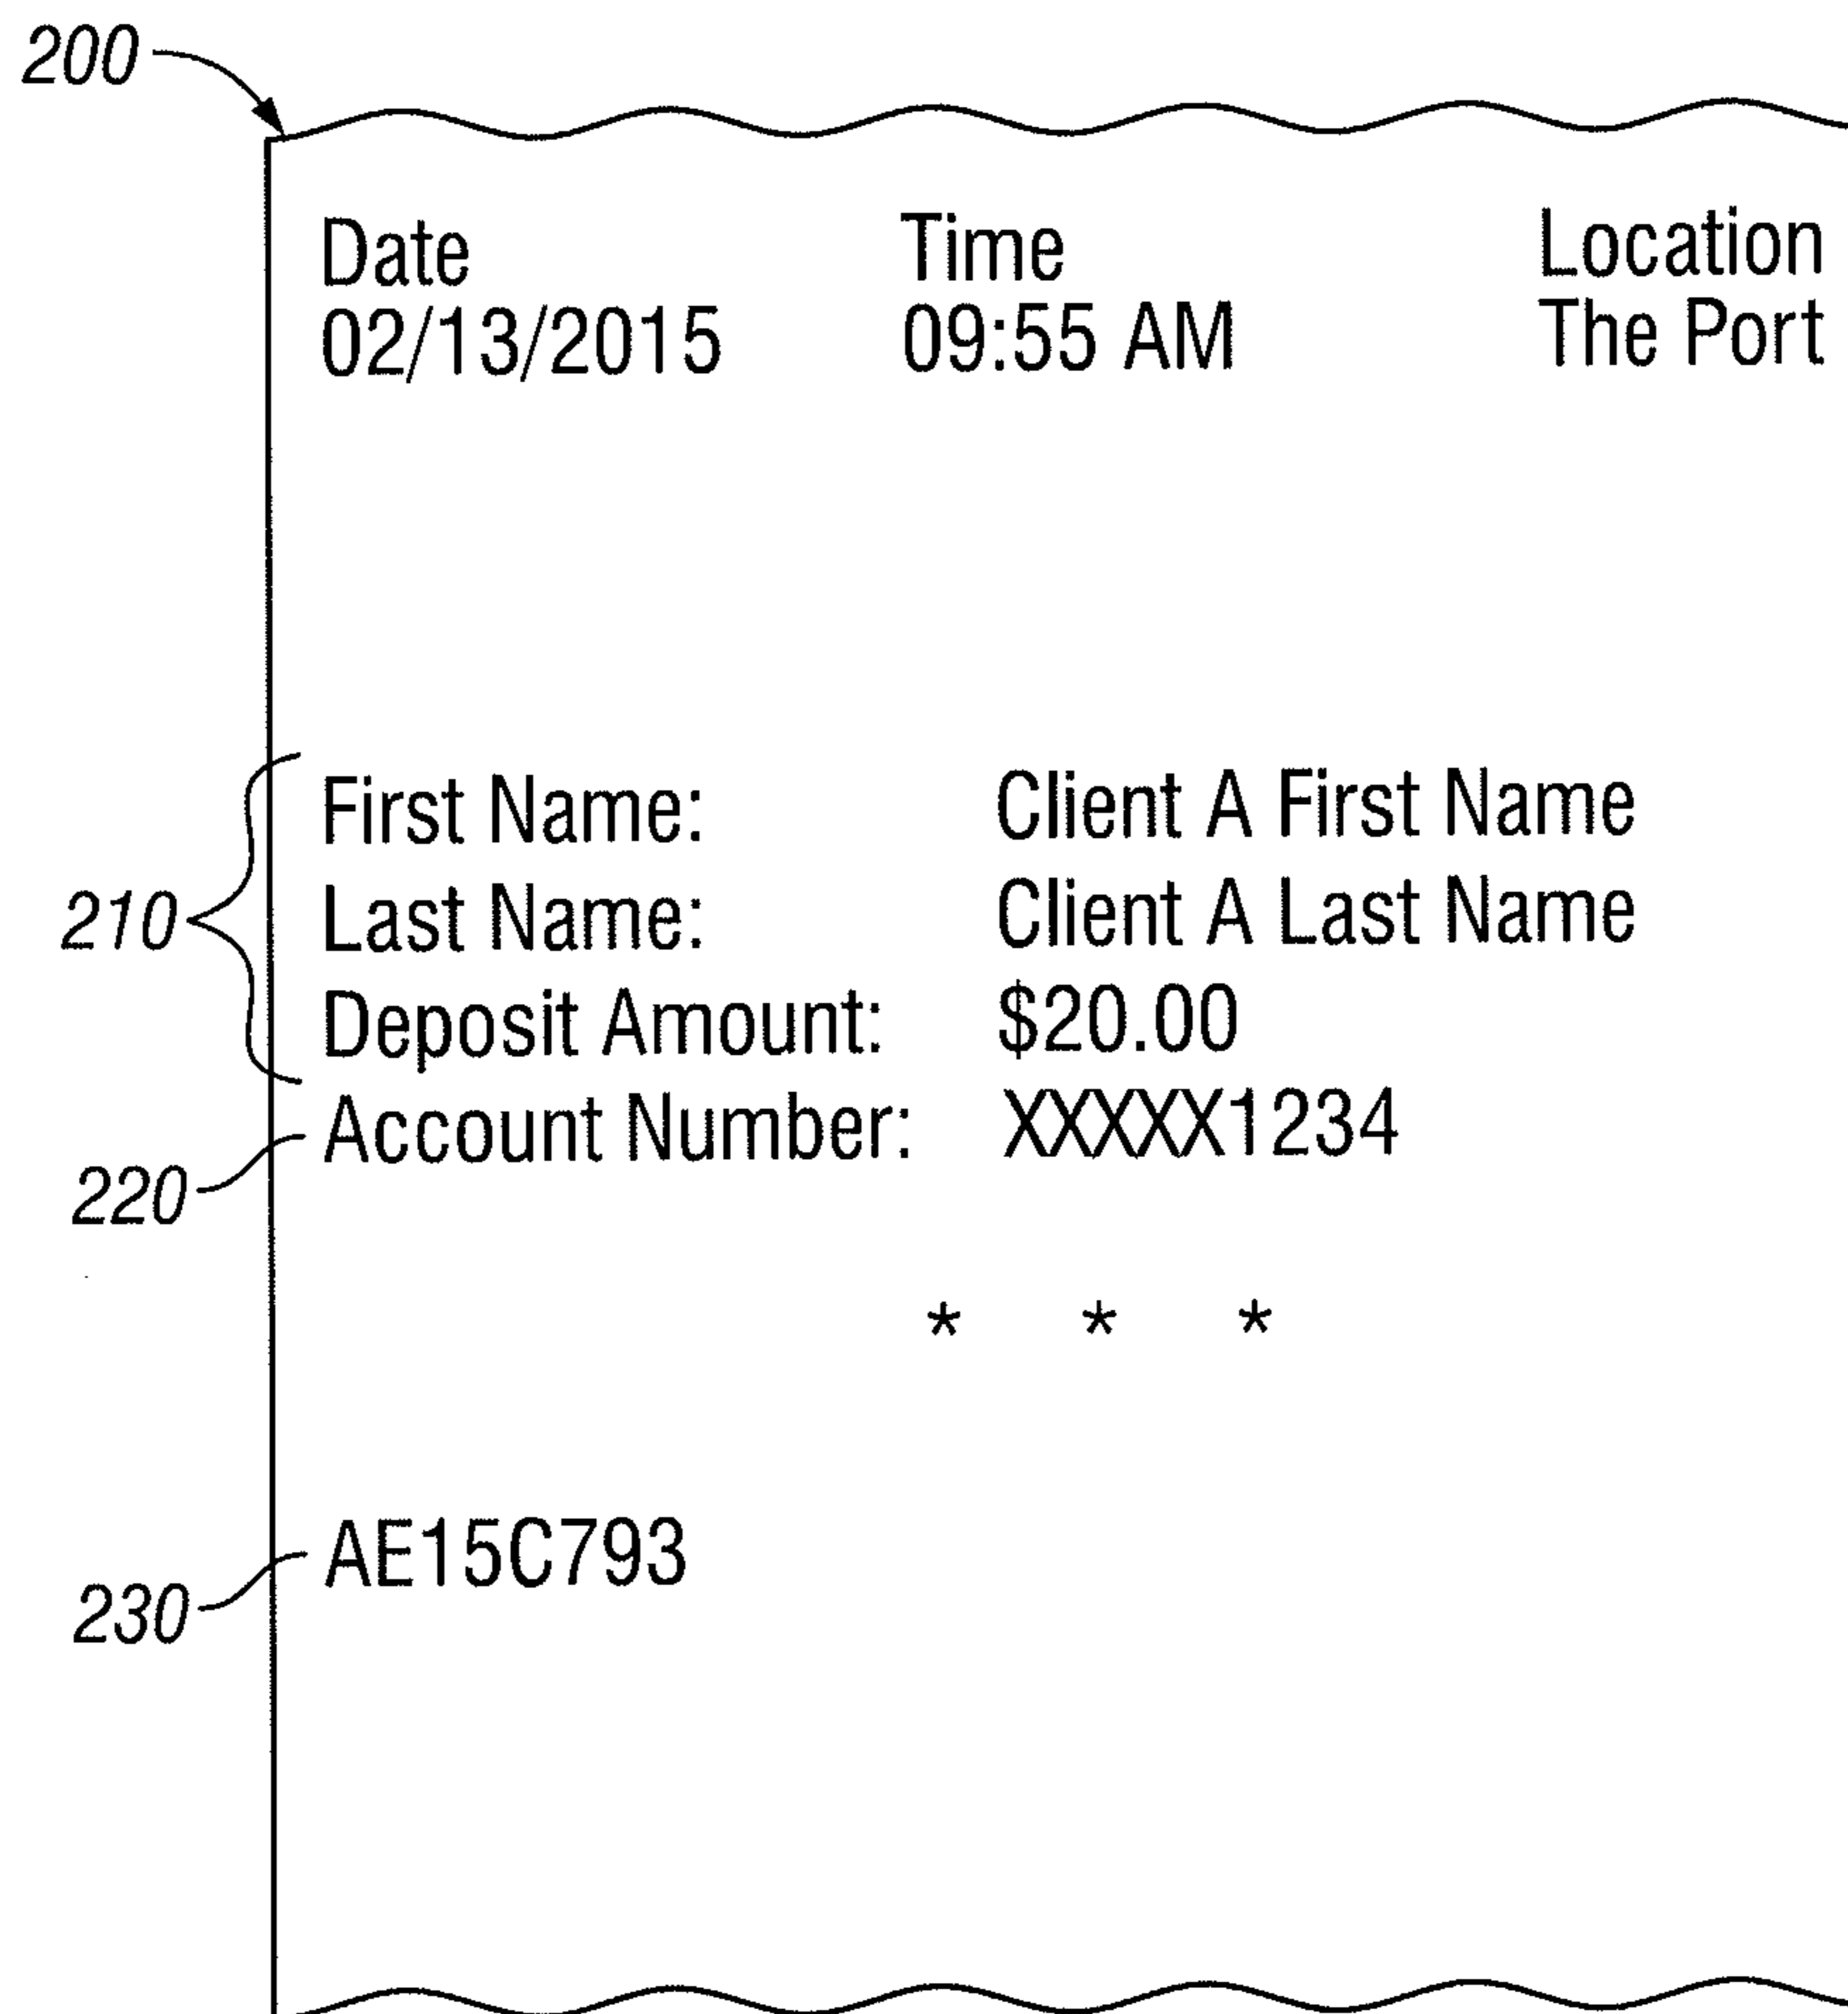 200
Date Time Location
02/13/2015 09:55 AM The Port
First Name: Client A First Name
210 Last Name: Client A Last Name
Deposit Amount: $20.00
Account Number: XXXXX1234
220
* * *
AE15C793
230